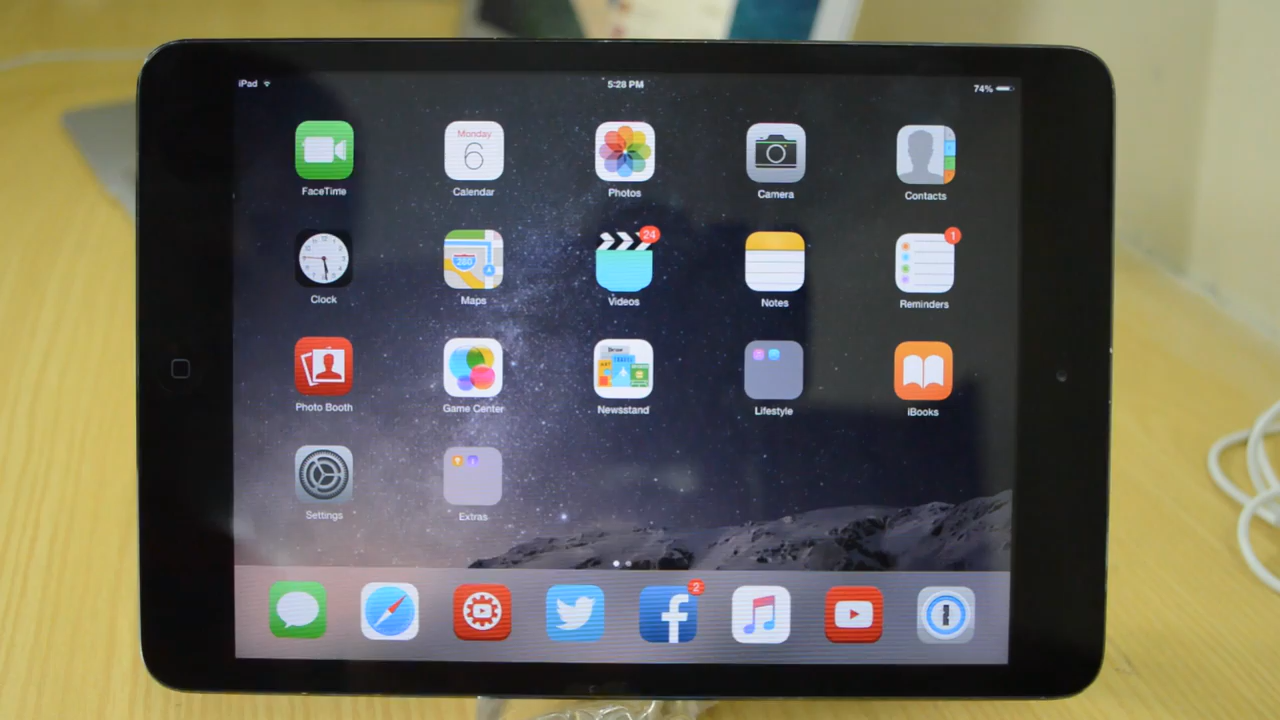 iPad 5:28 PM 74%
Monday
6
FaceTime Calendar Photos Camera Contacts
24 1
280
Clock Maps Videos Notes Reminders
Photo Booth Game Center Newsstand Lifestyle iBooks
Settings Extras
2